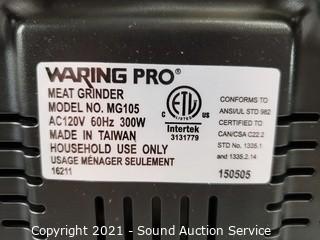 WARING PRO®
MEAT GRINDER
MODEL NO. MG105
AC120V 60Hz 300W
MADE IN TAIWAN
HOUSEHOLD USE ONLY
USAGE MÉNAGER SEULEMENT
16211
C ETL US
LISTED
Intertek
3131779
CONFORMS TO
ANSI/UL STD 982
CERTIFIED TO
CAN/CSA C22.2
STD No. 1335.1
and 1335.2.14
150505
Copyright 2021 - Sound Auction Service